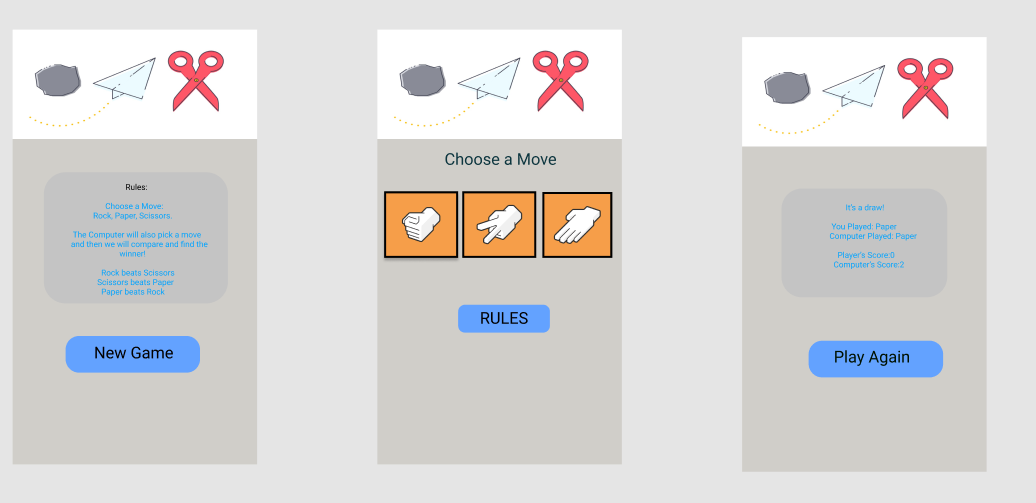 Rules:
Choose a Move:
Rock, Paper, Scissors.
The Computer will also pick a move
and then we will compare and find the
winner!
Rock beats Scissors
Scissors beats Paper
Paper beats Rock
New Game
Choose a Move
RULES
It's a draw!
You Played: Paper
Computer Played: Paper
Player's Score:0
Computer's Score:2
Play Again